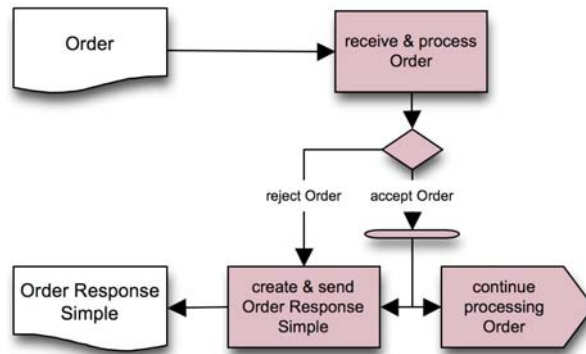 Order
receive & process
Order
reject Order
accept Order
Order Response
Simple
create & send
Order Response
Simple
continue
processing
Order